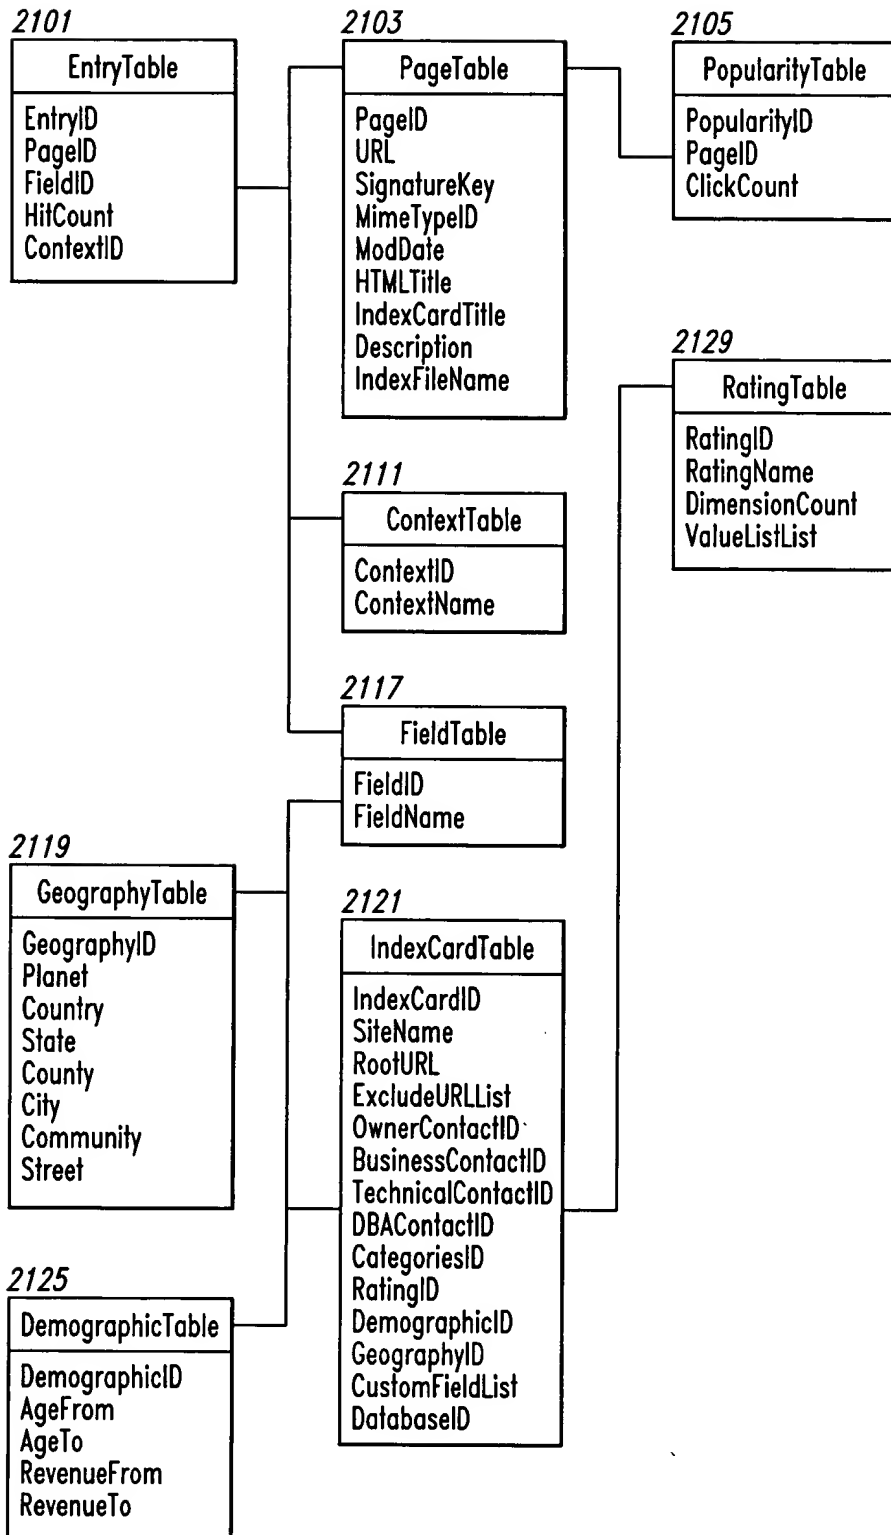 2101
EntryTable
EntryID
PageID
FieldID
HitCount
ContextID
2103
PageTable
PageID
URL
SignatureKey
MimeTypeID
ModDate
HTMLTitle
IndexCardTitle
Description
IndexFileName
2105
PopularityTable
PopularityID
PageID
ClickCount
2129
RatingTable
RatingID
RatingName
DimensionCount
ValueListList
2111
ContextTable
ContextID
ContextName
2117
FieldTable
FieldID
FieldName
2119
GeographyTable
GeographyID
Planet
Country
State
County
City
Community
Street
2121
IndexCardTable
IndexCardID
SiteName
RootURL
ExcludeURLList
OwnerContactID
BusinessContactID
TechnicalContactID
DBAContactID
CategoriesID
RatingID
DemographicID
GeographyID
CustomFieldList
DatabaseID
2125
DemographicTable
DemographicID
AgeFrom
AgeTo
RevenueFrom
RevenueTo